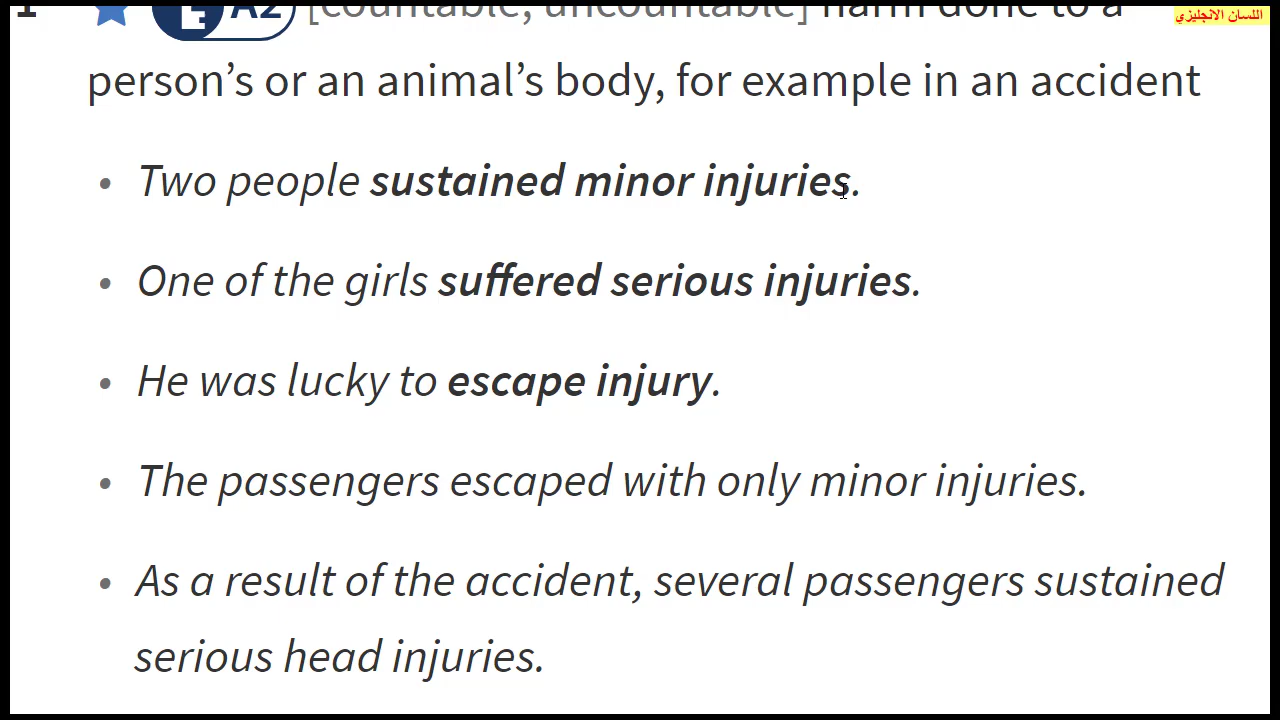 1 A2 [countable, uncountable] harm done to a
اللسان الانجليزي
person’s or an animal’s body, for example in an accident
• Two people sustained minor injuries.
• One of the girls suffered serious injuries.
• He was lucky to escape injury.
• The passengers escaped with only minor injuries.
• As a result of the accident, several passengers sustained
serious head injuries.